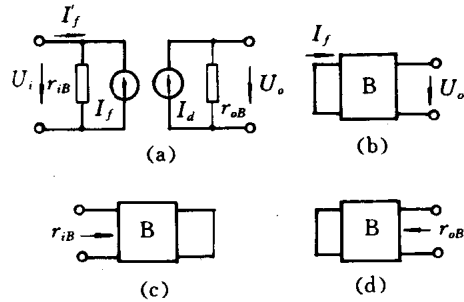 I'f
Ui riB If Id roB Uo
(a)
If B Uo
(b)
riB B
(c)
B roB
(d)